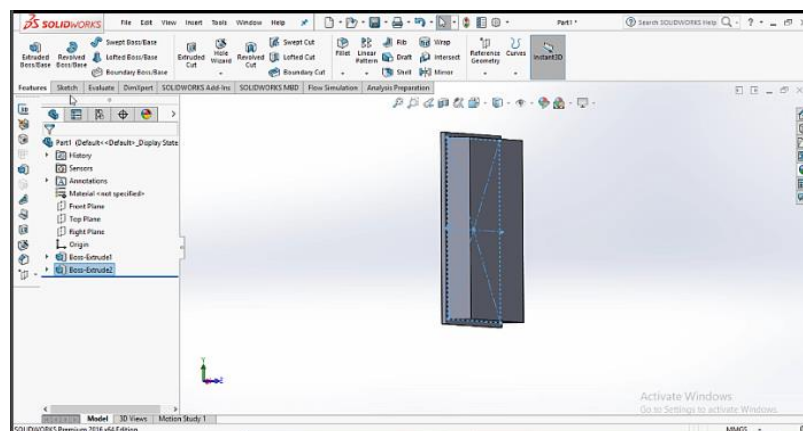 SOLIDWORKS File Edit View Insert Tools Window Help Part1 * Search SOLIDWORKS Help
Extruded Boss/Base
Revolved Boss/Base
Swept Boss/Base
Lofted Boss/Base
Boundary Boss/Base
Extruded Cut
Hole Wizard
Revolved Cut
Swept Cut
Lofted Cut
Boundary Cut
Fillet
Linear Pattern
Rib
Draft
Shell
Wrap
Intersect
Mirror
Reference Geometry
Curves
Instant3D
Features Sketch Evaluate DimXpert SOLIDWORKS Add-Ins SOLIDWORKS MBD Flow Simulation Analysis Preparation
Part1 (Default<<Default>_Display State
History
Sensors
Annotations
Material <not specified>
Front Plane
Top Plane
Right Plane
Origin
Boss-Extrude1
Boss-Extrude2
Activate Windows
Go to Settings to activate Windows.
Model 3D Views Motion Study 1
SOLIDWORKS Premium 2016 x64 Edition MMGS